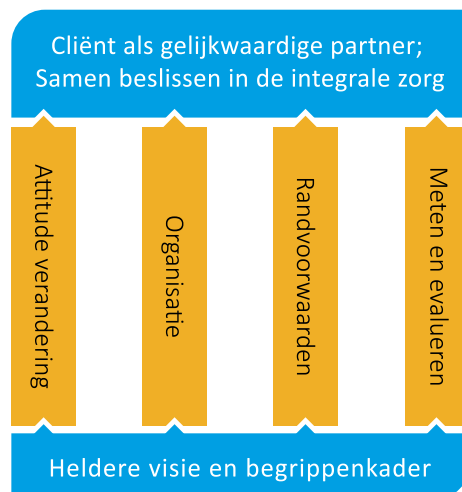 Cliënt als gelijkwaardige partner;
Samen beslissen in de integrale zorg
Attitude verandering
Organisatie
Randvoorwaarden
Meten en evalueren
Heldere visie en begrippenkader